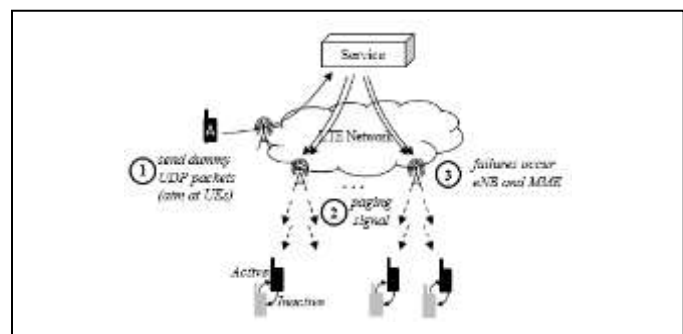 Service
A
LTE Network
1
send dummy
UDP packets
(atm at UEs)
3
failures occur
eNB and MME
...
2
paging
signal
Active
Inactive